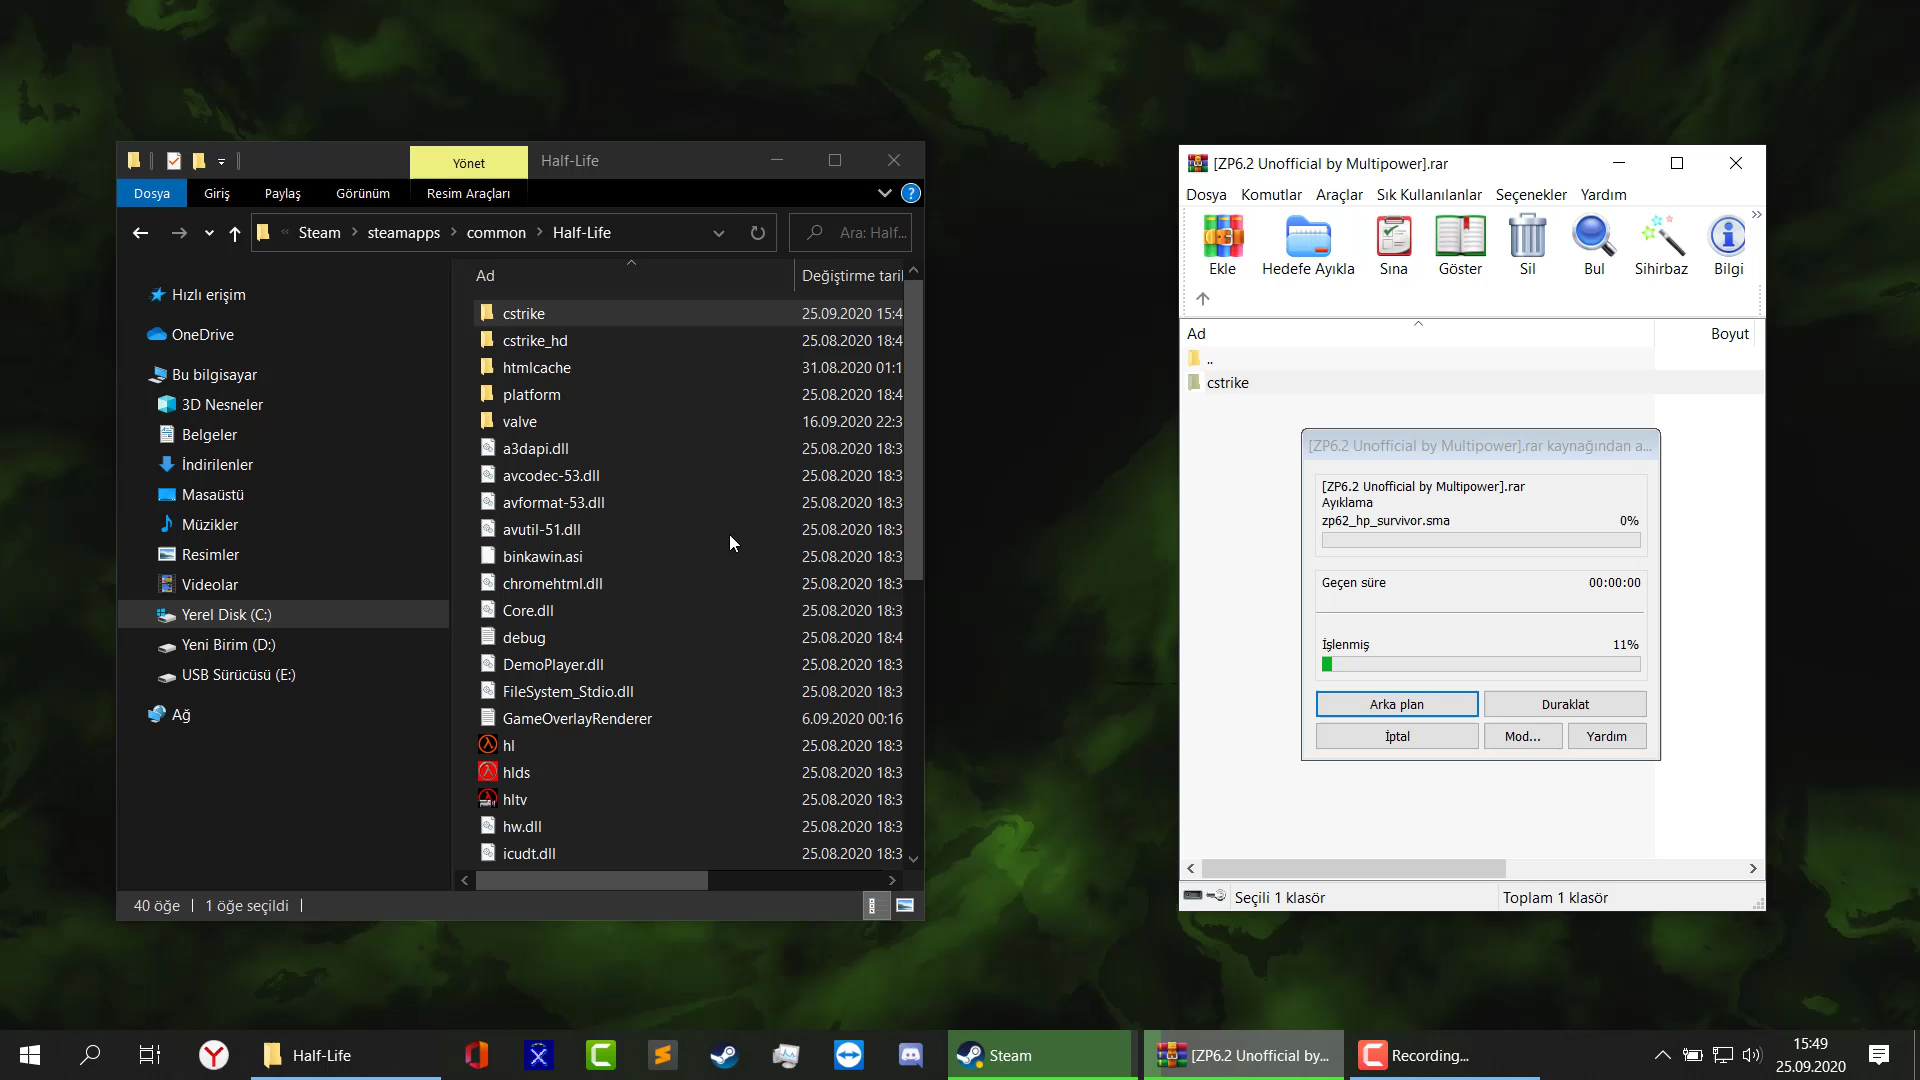 Yönet
Half-Life
Dosya
Giriş
Paylaş
Görünüm
Resim Araçları
Steam
steamapps
common
Half-Life
Ara: Half...
Ad
Değiştirme tari
Hızlı erişim
OneDrive
Bu bilgisayar
3D Nesneler
Belgeler
İndirilenler
Masaüstü
Müzikler
Resimler
Videolar
Yerel Disk (C:)
Yeni Birim (D:)
USB Sürücüsü (E:)
Ağ
cstrike 25.09.2020 15:4
cstrike_hd 25.08.2020 18:4
htmlcache 31.08.2020 01:1
platform 25.08.2020 18:4
valve 16.09.2020 22:3
a3dapi.dll 25.08.2020 18:3
avcodec-53.dll 25.08.2020 18:3
avformat-53.dll 25.08.2020 18:3
avutil-51.dll 25.08.2020 18:3
binkawin.asi 25.08.2020 18:3
chromehtml.dll 25.08.2020 18:3
Core.dll 25.08.2020 18:3
debug 25.08.2020 18:4
DemoPlayer.dll 25.08.2020 18:3
FileSystem_Stdio.dll 25.08.2020 18:3
GameOverlayRenderer 6.09.2020 00:16
hl 25.08.2020 18:3
hlds 25.08.2020 18:3
hltv 25.08.2020 18:3
hw.dll 25.08.2020 18:3
icudt.dll 25.08.2020 18:3
40 öğe
1 öğe seçildi
[ZP6.2 Unofficial by Multipower].rar
Dosya Komutlar Araçlar Sık Kullanılanlar Seçenekler Yardım
Ekle
Hedefe Ayıkla
Sına
Göster
Sil
Bul
Sihirbaz
Bilgi
Ad
Boyut
..
cstrike
[ZP6.2 Unofficial by Multipower].rar kaynağından a...
[ZP6.2 Unofficial by Multipower].rar
Ayıklama
zp62_hp_survivor.sma 0%
Geçen süre 00:00:00
İşlenmiş 11%
Arka plan
Duraklat
İptal
Mod...
Yardım
Seçili 1 klasör
Toplam 1 klasör
Half-Life
Steam
[ZP6.2 Unofficial by...
Recording...
15:49
25.09.2020